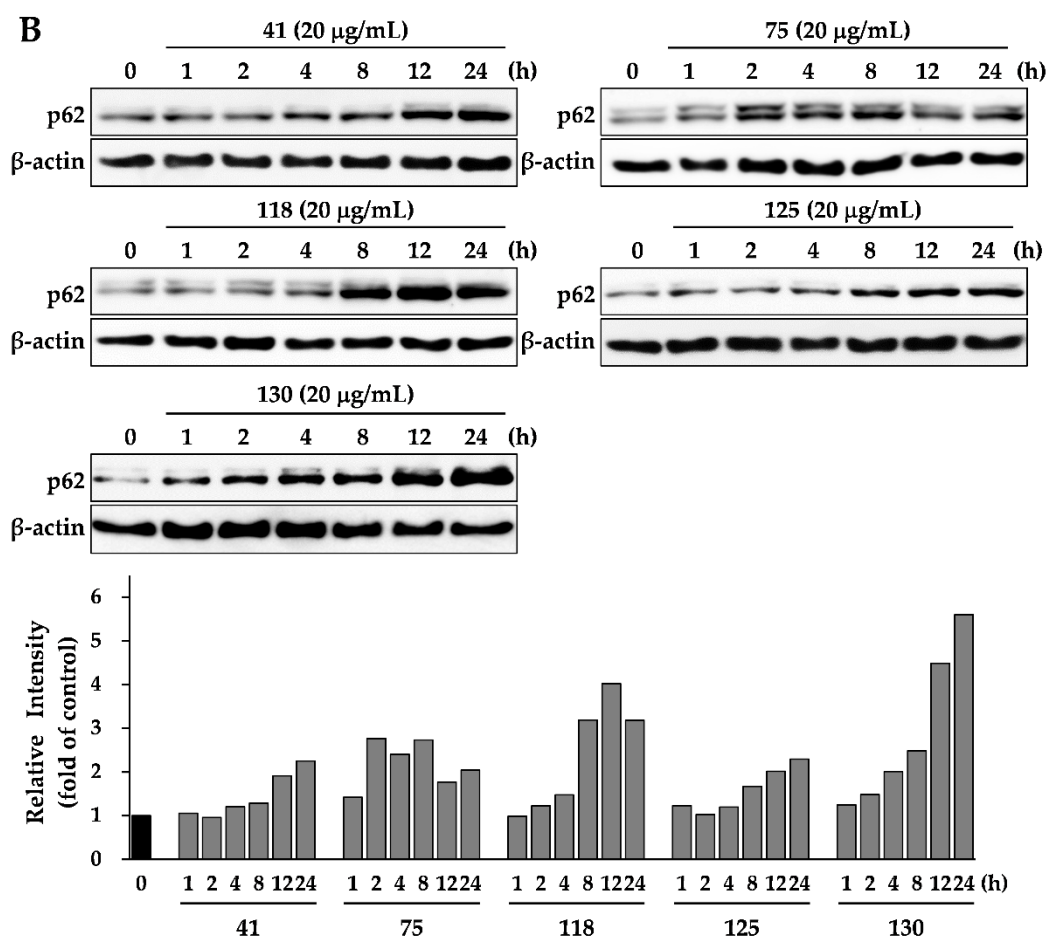 B
41 (20 μg/mL)
0 1 2 4 8 12 24 (h)
p62
β-actin
75 (20 μg/mL)
0 1 2 4 8 12 24 (h)
p62
β-actin
118 (20 μg/mL)
0 1 2 4 8 12 24 (h)
p62
β-actin
125 (20 μg/mL)
0 1 2 4 8 12 24 (h)
p62
β-actin
130 (20 μg/mL)
0 1 2 4 8 12 24 (h)
p62
β-actin
Relative Intensity
(fold of control)
6
5
4
3
2
1
0
0 1 2 4 8 12 24 1 2 4 8 12 24 1 2 4 8 12 24 1 2 4 8 12 24 1 2 4 8 12 24 (h)
41 75 118 125 130